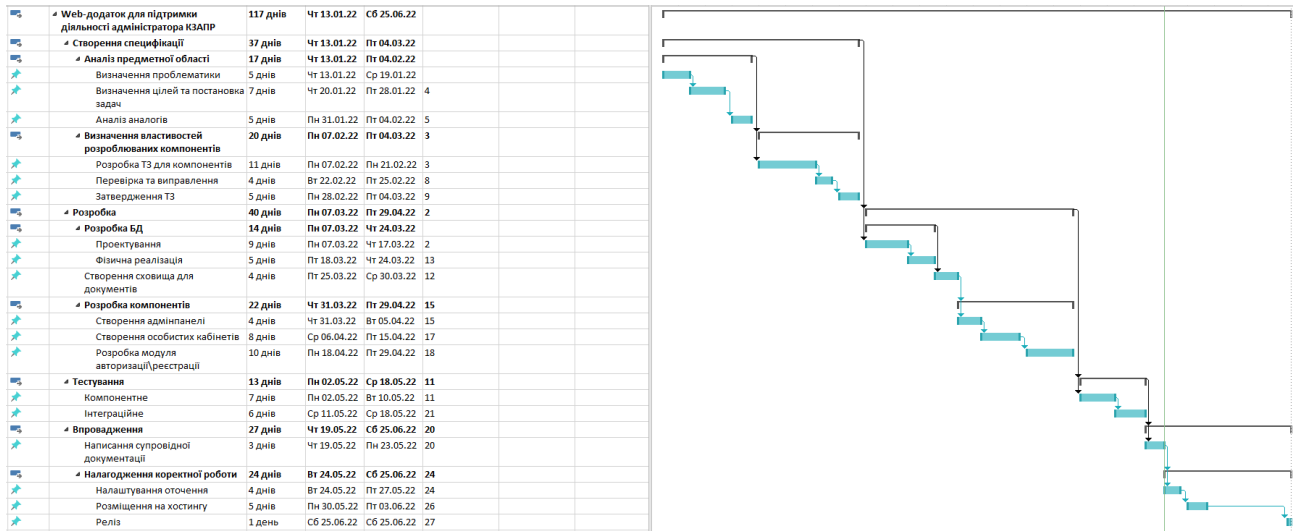 Web-додаток для підтримки 117 днів Чт 13.01.22 Сб 25.06.22
діяльності адміністратора КЗАПР
Створення специфікації 37 днів Чт 13.01.22 Пт 04.03.22
Аналіз предметної області 17 днів Чт 13.01.22 Пт 04.02.22
Визначення проблематики 5 днів Чт 13.01.22 Ср 19.01.22
Визначення цілей та постановка 7 днів Чт 20.01.22 Пт 28.01.22 4
задач
Аналіз аналогів 5 днів Пн 31.01.22 Пт 04.02.22 5
Визначення властивостей 20 днів Пн 07.02.22 Пт 04.03.22 3
розроблюваних компонентів
Розробка ТЗ для компонентів 11 днів Пн 07.02.22 Пн 21.02.22 3
Перевірка та виправлення 4 днів Вт 22.02.22 Пт 25.02.22 8
Затвердження ТЗ 5 днів Пн 28.02.22 Пт 04.03.22 9
Розробка 40 днів Пн 07.03.22 Пт 29.04.22 2
Розробка БД 14 днів Пн 07.03.22 Чт 24.03.22
Проектування 9 днів Пн 07.03.22 Чт 17.03.22 2
Фізична реалізація 5 днів Пт 18.03.22 Чт 24.03.22 13
Створення сховища для 4 днів Пт 25.03.22 Ср 30.03.22 12
документів
Розробка компонентів 22 днів Чт 31.03.22 Пт 29.04.22 15
Створення адмінпанелі 4 днів Чт 31.03.22 Вт 05.04.22 15
Створення особистих кабінетів 8 днів Ср 06.04.22 Пт 15.04.22 17
Розробка модуля 10 днів Пн 18.04.22 Пт 29.04.22 18
авторизації\реєстрації
Тестування 13 днів Пн 02.05.22 Ср 18.05.22 11
Компонентне 7 днів Пн 02.05.22 Вт 10.05.22 11
Інтеграційне 6 днів Ср 11.05.22 Ср 18.05.22 21
Впровадження 27 днів Чт 19.05.22 Сб 25.06.22 20
Написання супровідної 3 днів Чт 19.05.22 Пн 23.05.22 20
документації
Налагодження коректної роботи 24 днів Вт 24.05.22 Сб 25.06.22 24
Налаштування оточення 4 днів Вт 24.05.22 Пт 27.05.22 24
Розміщення на хостингу 5 днів Пн 30.05.22 Пт 03.06.22 26
Реліз 1 день Сб 25.06.22 Сб 25.06.22 27